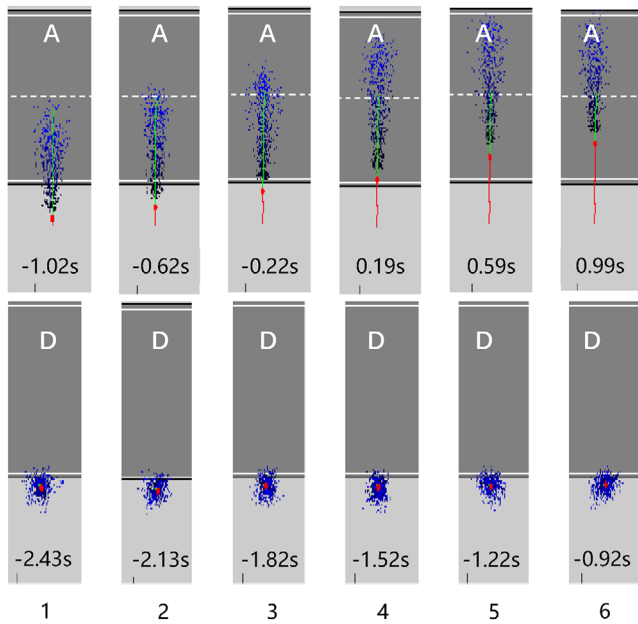 A A A A A A
-1.02s -0.62s -0.22s 0.19s 0.59s 0.99s
D D D D D D
-2.43s -2.13s -1.82s -1.52s -1.22s -0.92s
1 2 3 4 5 6